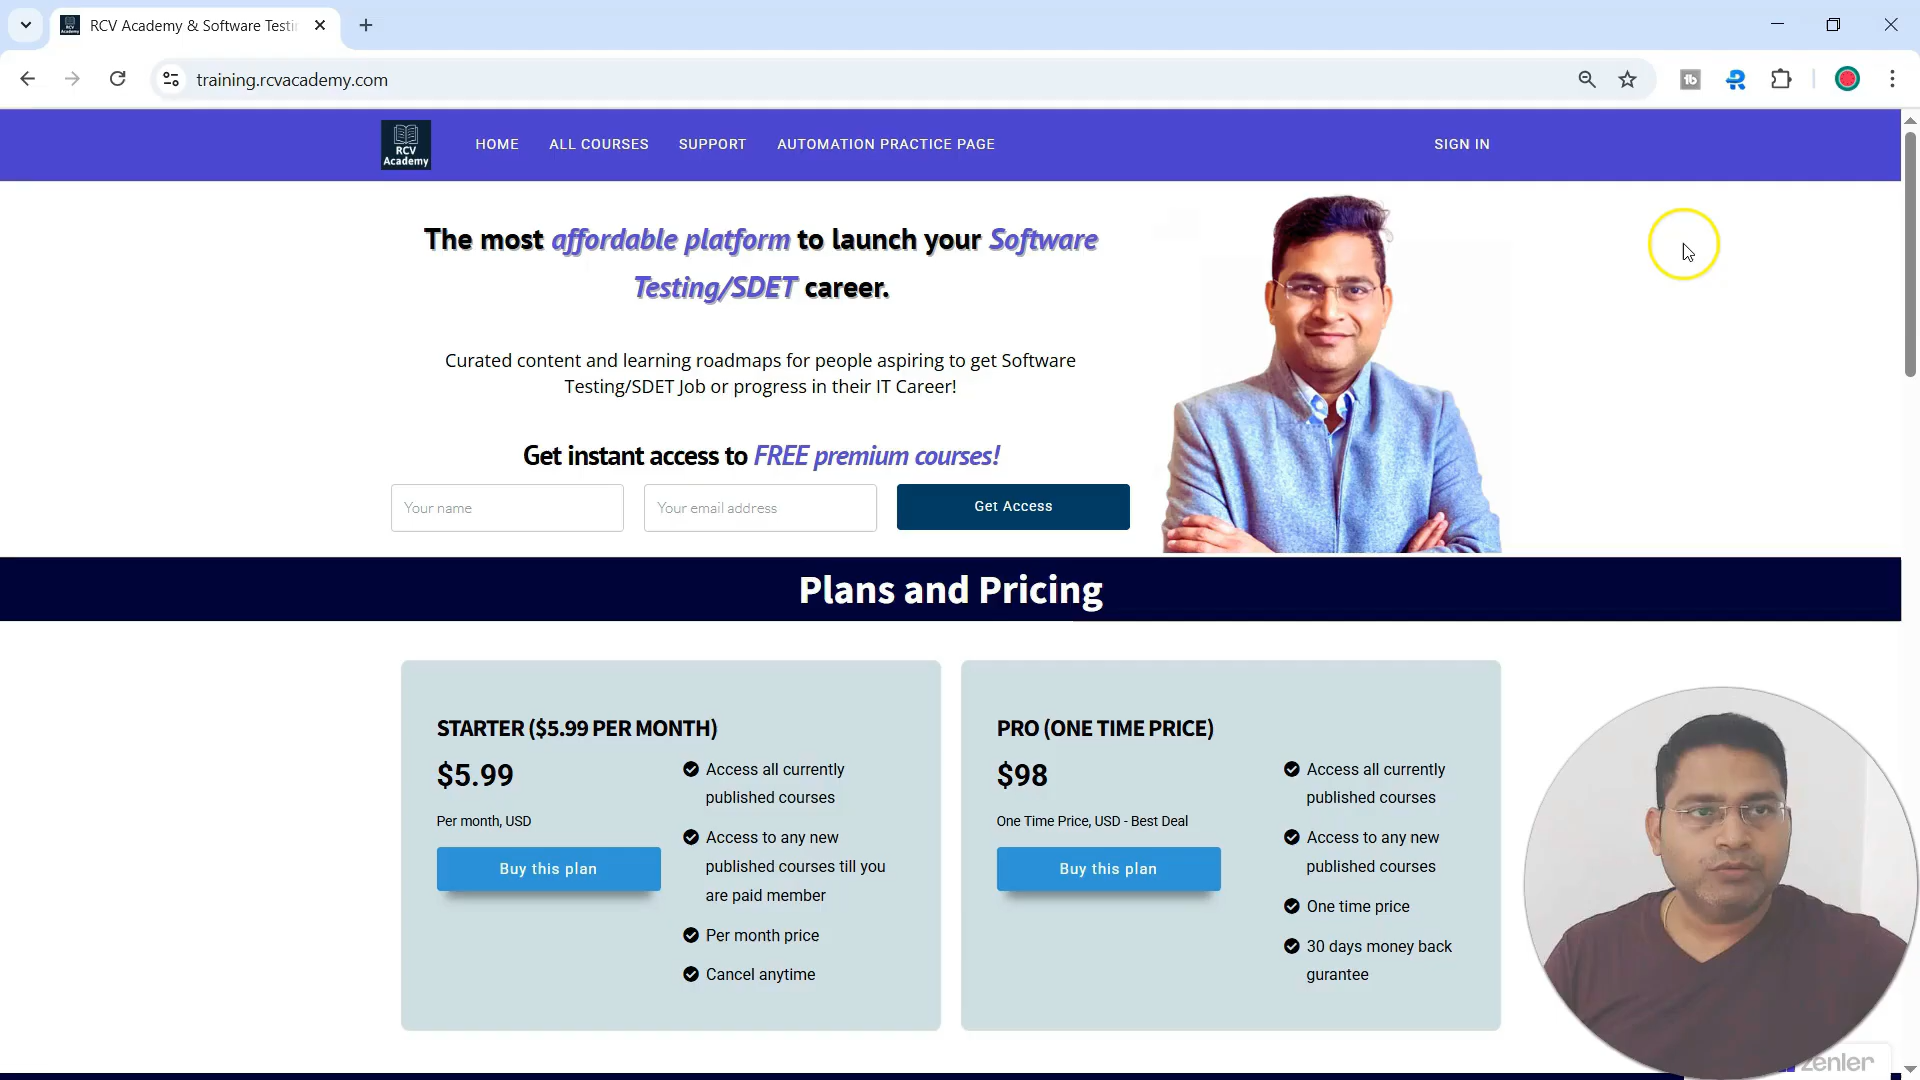 RCV Academy & Software Testi
training.rcvacademy.com
RCV
Academy
HOME
ALL COURSES
SUPPORT
AUTOMATION PRACTICE PAGE
SIGN IN
The most affordable platform to launch your Software
Testing/SDET career.
Curated content and learning roadmaps for people aspiring to get Software
Testing/SDET Job or progress in their IT Career!
Get instant access to FREE premium courses!
Your name
Your email address
Get Access
Plans and Pricing
STARTER ($5.99 PER MONTH)
$5.99
Per month, USD
Buy this plan
Access all currently
published courses
Access to any new
published courses till you
are paid member
Per month price
Cancel anytime
PRO (ONE TIME PRICE)
$98
One Time Price, USD - Best Deal
Buy this plan
Access all currently
published courses
Access to any new
published courses
One time price
30 days money back
gurantee
zenler